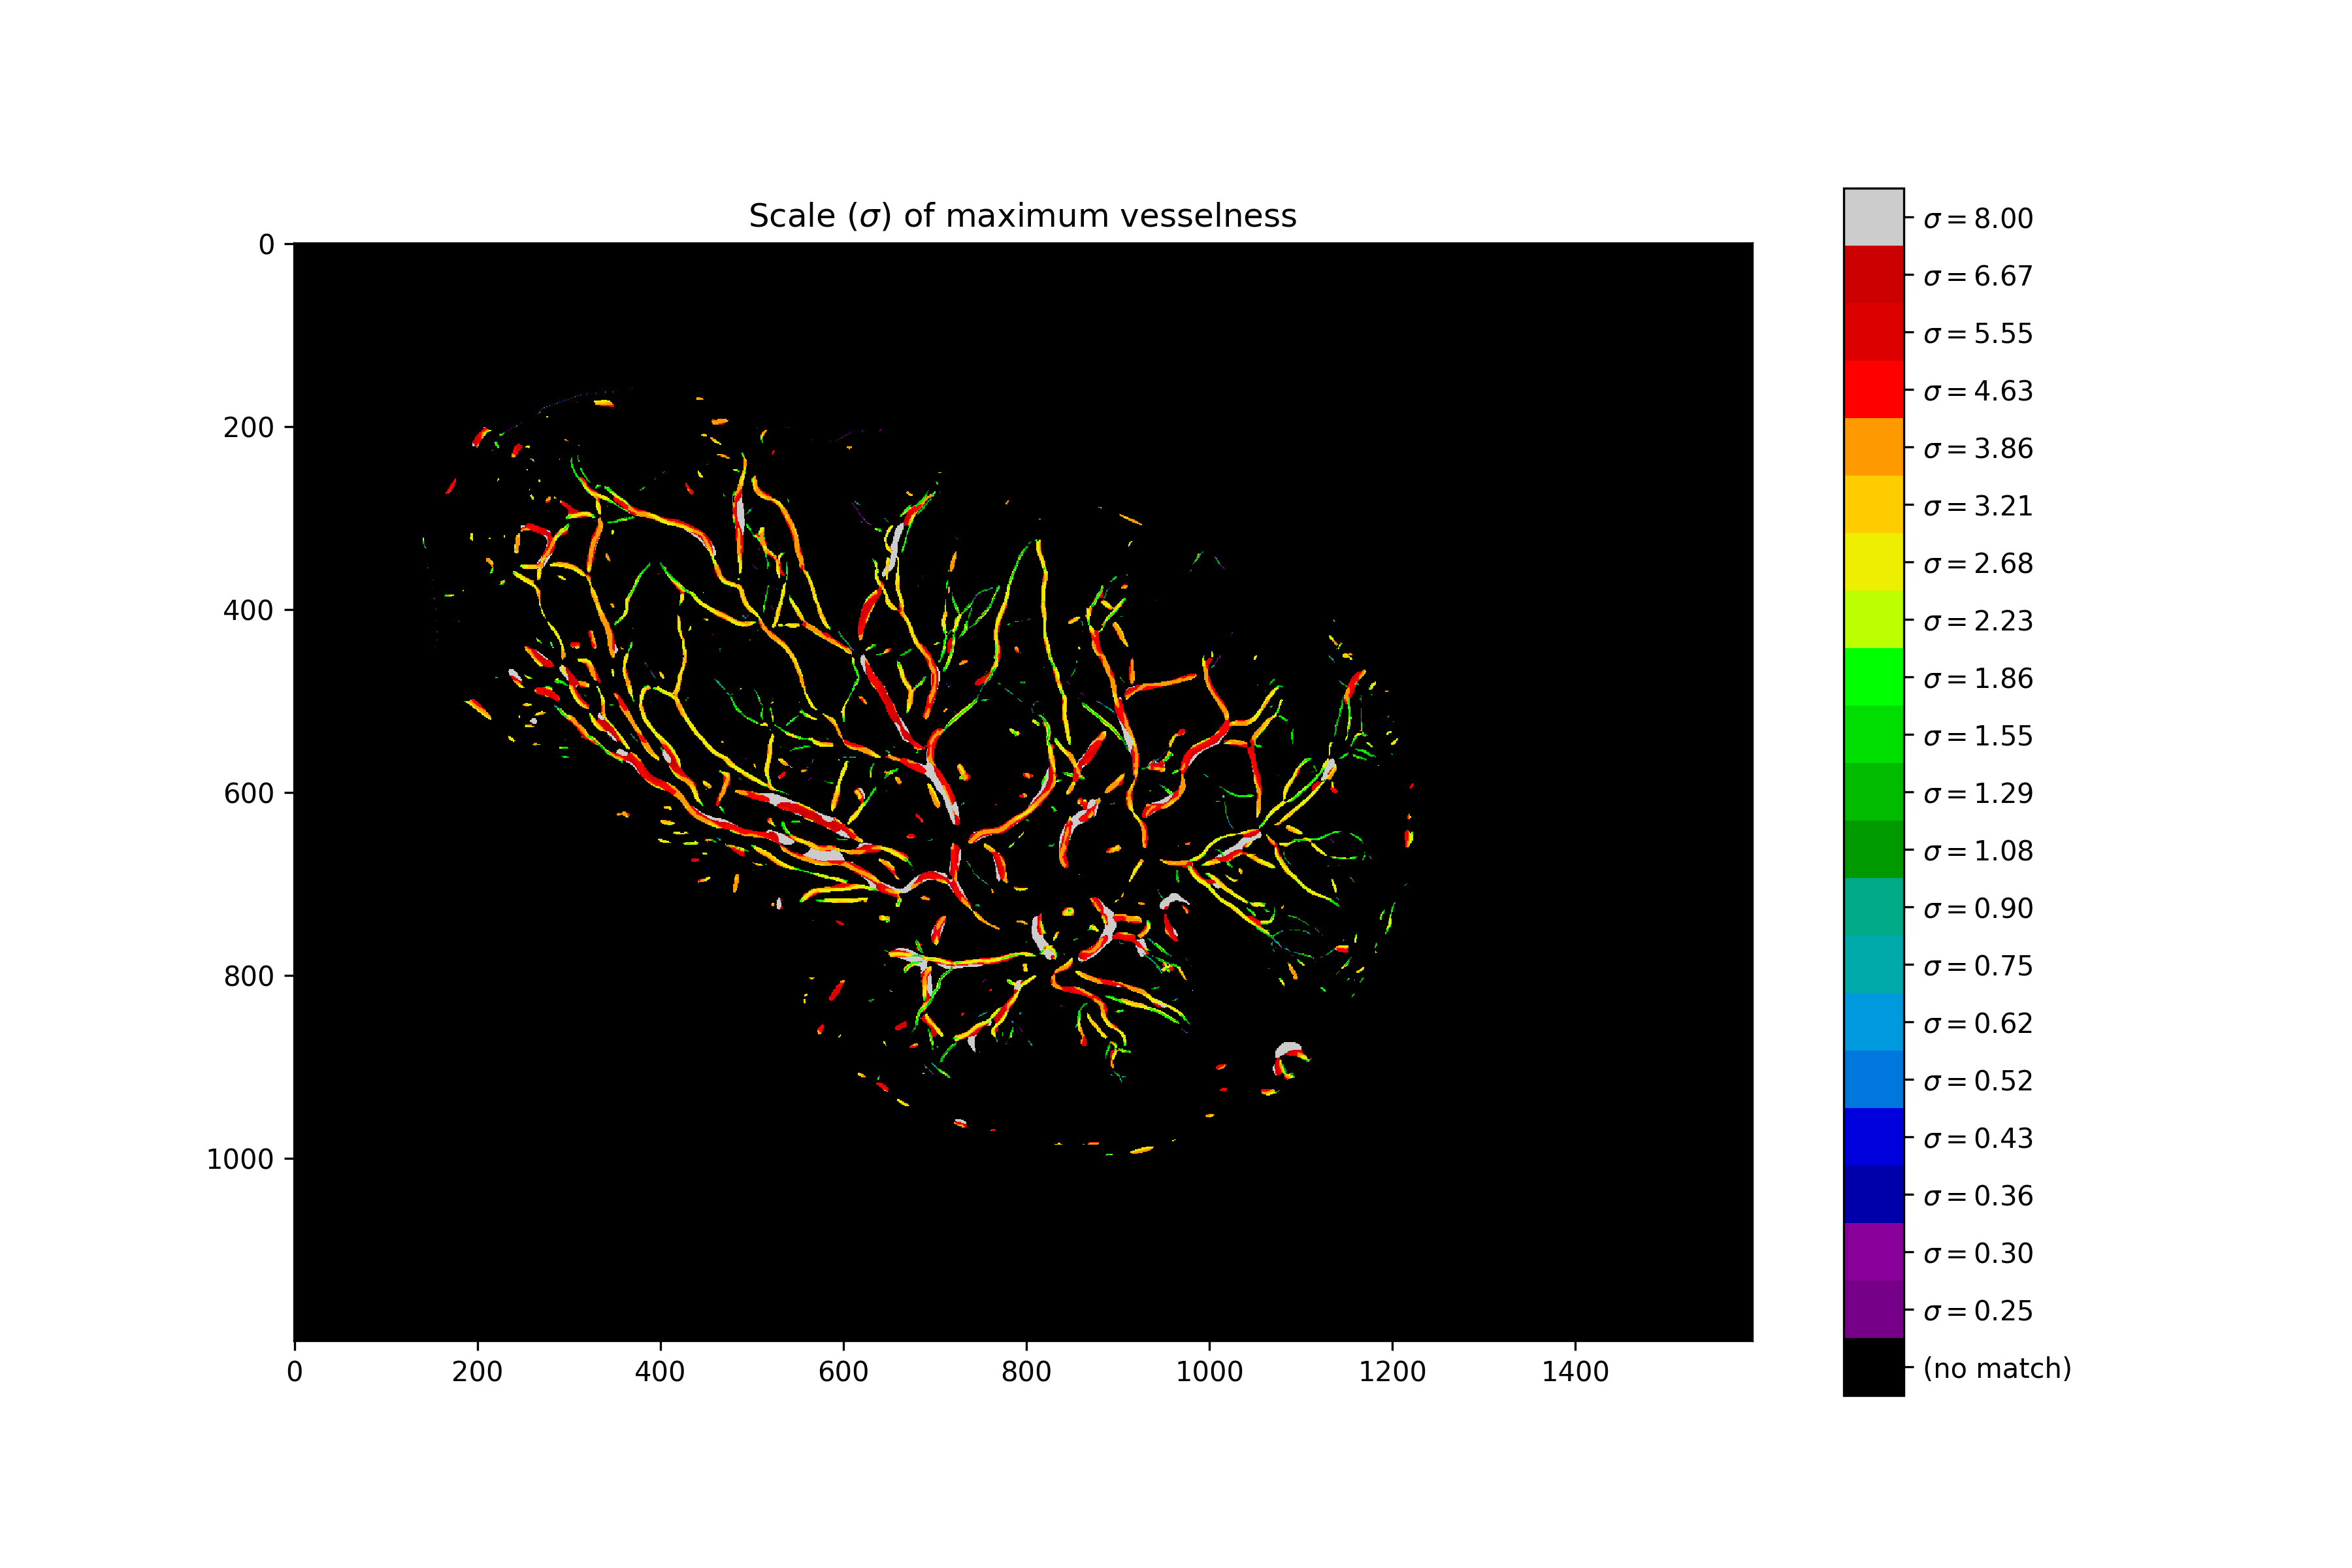 Scale (σ) of maximum vesselness
0
200
400
600
800
1000
0 200 400 600 800 1000 1200 1400
σ = 8.00
σ = 6.67
σ = 5.55
σ = 4.63
σ = 3.86
σ = 3.21
σ = 2.68
σ = 2.23
σ = 1.86
σ = 1.55
σ = 1.29
σ = 1.08
σ = 0.90
σ = 0.75
σ = 0.62
σ = 0.52
σ = 0.43
σ = 0.36
σ = 0.30
σ = 0.25
(no match)